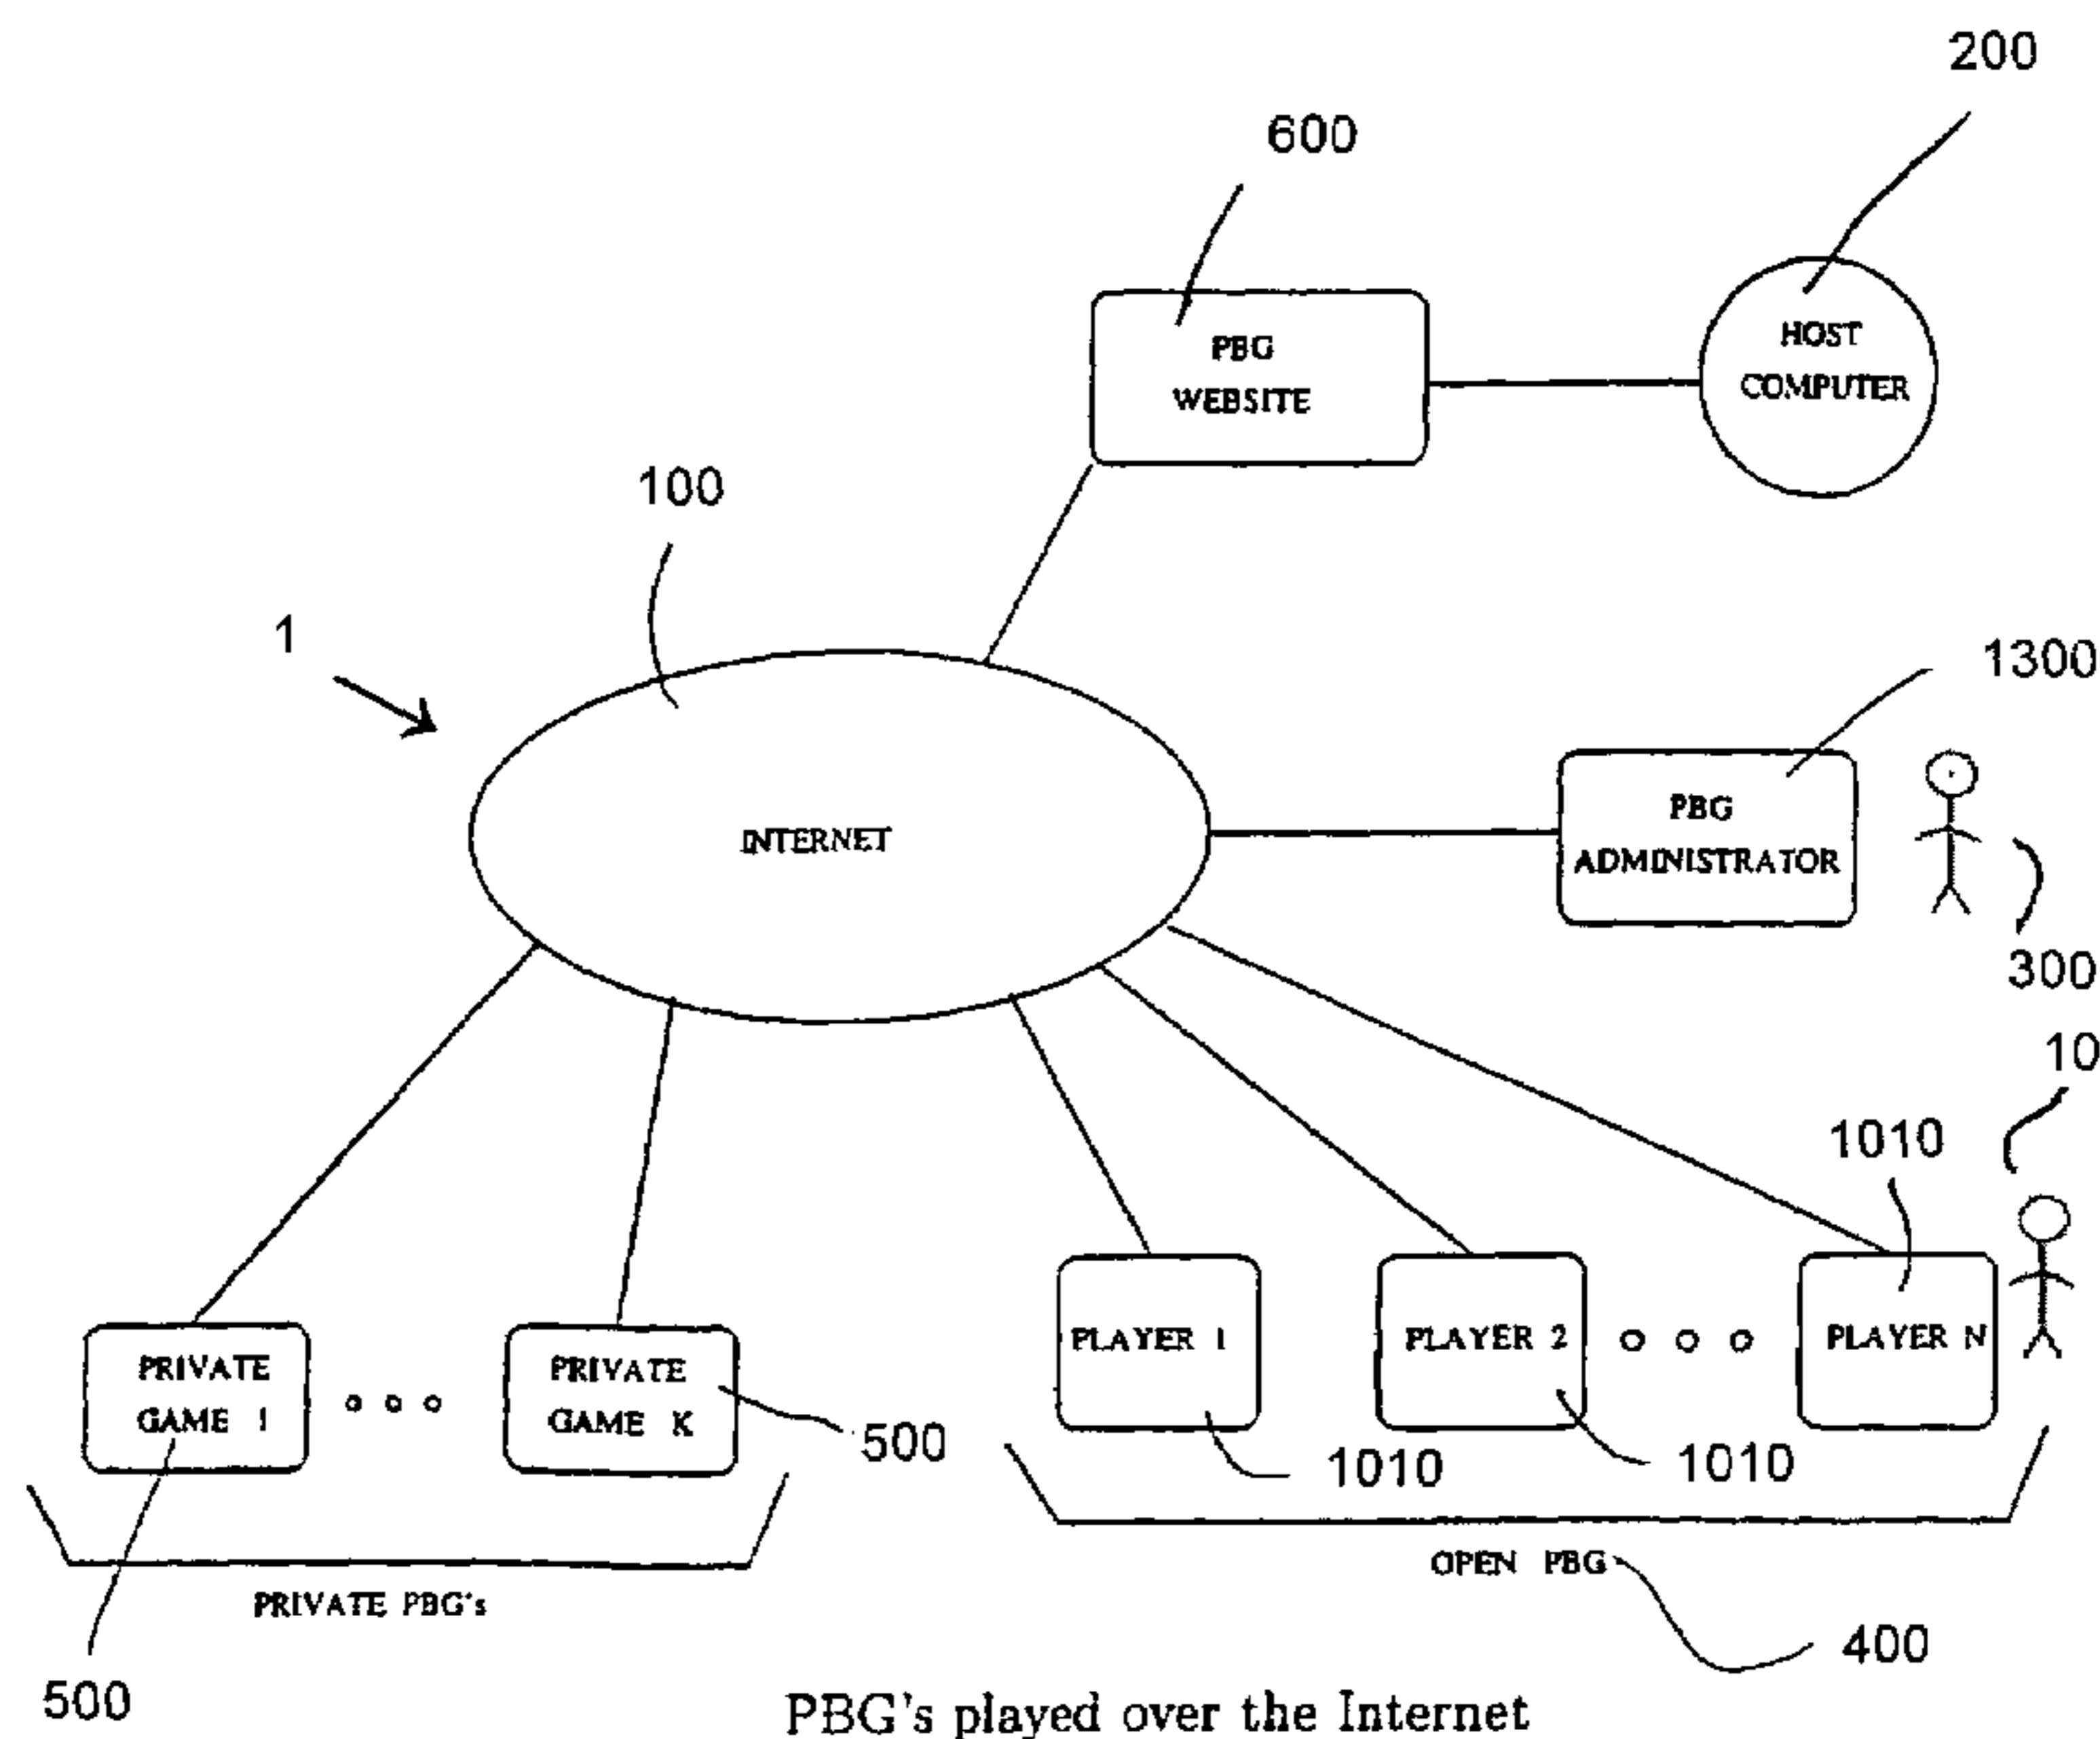 200
600
HOST
COMPUTER
PBG
WEBSITE
100
1
1300
PBG
ADMINISTRATOR
INTERNET
300
10
1010
PLAYER 1
PLAYER 2
PLAYER N
PRIVATE
GAME 1
PRIVATE
GAME K
500
1010
1010
OPEN PBG
PRIVATE PBG's
400
500
PBG's played over the Internet